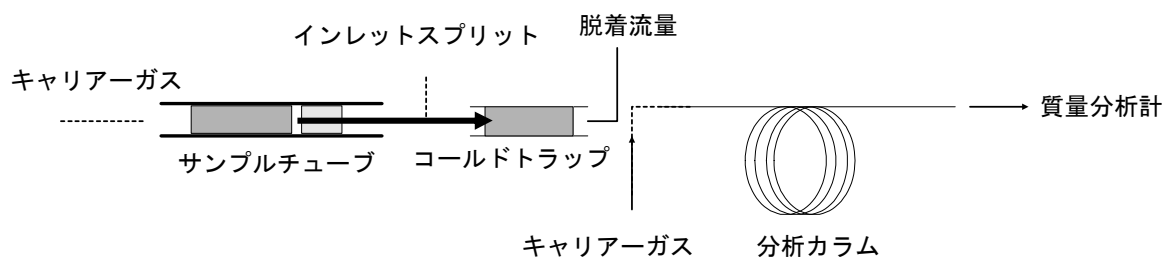 脱着流量
インレットスプリット
キャリアーガス
質量分析計
サンプルチューブ
コールドトラップ
キャリアーガス
分析カラム